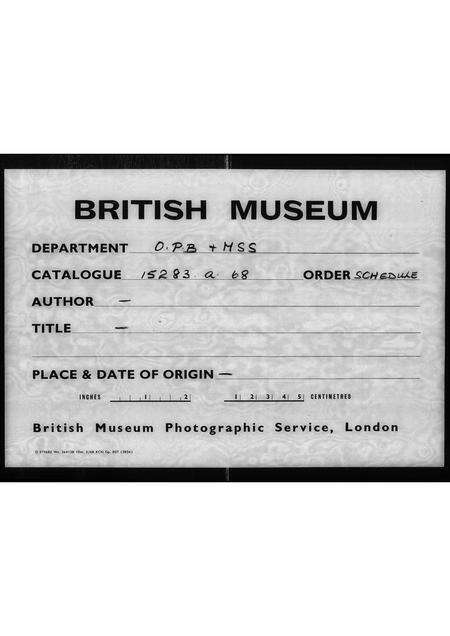 BRITISH MUSEUM
DEPARTMENT O.P.B + MSS
CATALOGUE 15283 a 68 ORDER SCHEDULE
AUTHOR —
TITLE —
PLACE & DATE OF ORIGIN —
INCHES 1 2 1 2 3 4 5 CENTIMETRES
British Museum Photographic Service, London